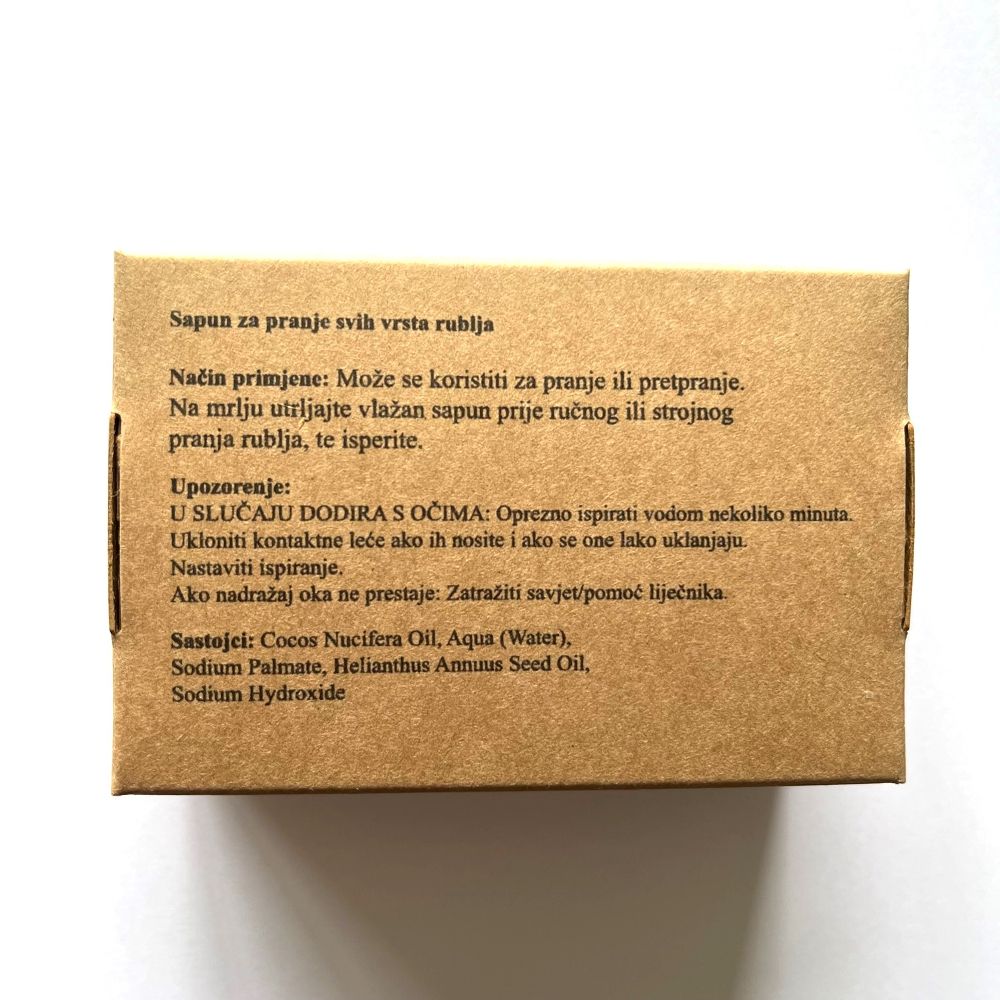 Sapun za pranje svih vrsta rublja
Način primjene: Može se koristiti za pranje ili pretpranje.
Na mrlju utrljajte vlažan sapun prije ručnog ili strojnog
pranja rublja, te isperite.
Upozorenje:
U SLUČAJU DODIRA S OČIMA: Oprezno ispirati vodom nekoliko minuta.
Ukloniti kontaktne leće ako ih nosite i ako se one lako uklanjaju.
Nastaviti ispiranje.
Ako nadražaj oka ne prestaje: Zatražiti savjet/pomoć liječnika.
Sastojci: Cocos Nucifera Oil, Aqua (Water),
Sodium Palmate, Helianthus Annuus Seed Oil,
Sodium Hydroxide